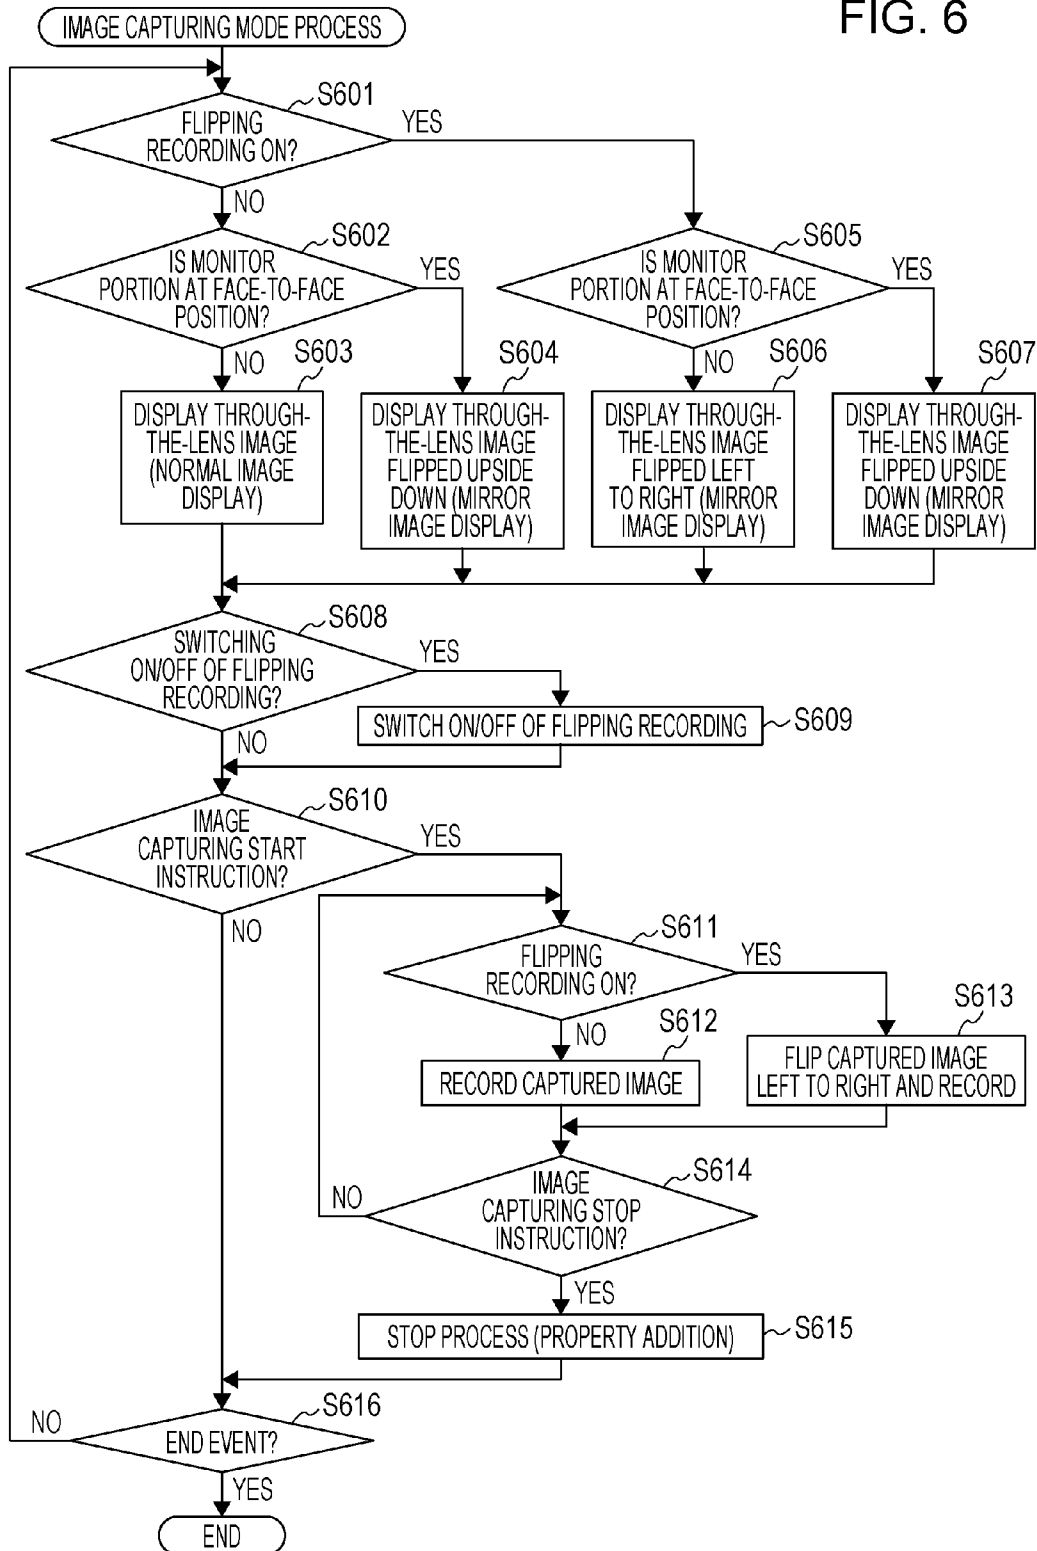 FIG. 6
IMAGE CAPTURING MODE PROCESS
S601
FLIPPING
RECORDING ON?
YES
NO
S602
IS MONITOR
PORTION AT FACE-TO-FACE
POSITION?
YES
NO
S605
IS MONITOR
PORTION AT FACE-TO-FACE
POSITION?
YES
NO
S603
DISPLAY THROUGH-
THE-LENS IMAGE
(NORMAL IMAGE
DISPLAY)
S604
DISPLAY THROUGH-
THE-LENS IMAGE
FLIPPED UPSIDE
DOWN (MIRROR
IMAGE DISPLAY)
S606
DISPLAY THROUGH-
THE-LENS IMAGE
FLIPPED LEFT
TO RIGHT (MIRROR
IMAGE DISPLAY)
S607
DISPLAY THROUGH-
THE-LENS IMAGE
FLIPPED UPSIDE
DOWN (MIRROR
IMAGE DISPLAY)
S608
SWITCHING
ON/OFF OF FLIPPING
RECORDING?
YES
NO
SWITCH ON/OFF OF FLIPPING RECORDING
S609
S610
IMAGE
CAPTURING START
INSTRUCTION?
YES
NO
S611
FLIPPING
RECORDING ON?
YES
NO
S612
RECORD CAPTURED IMAGE
S613
FLIP CAPTURED IMAGE
LEFT TO RIGHT AND RECORD
S614
IMAGE
CAPTURING STOP
INSTRUCTION?
NO
YES
STOP PROCESS (PROPERTY ADDITION)
S615
S616
END EVENT?
NO
YES
END